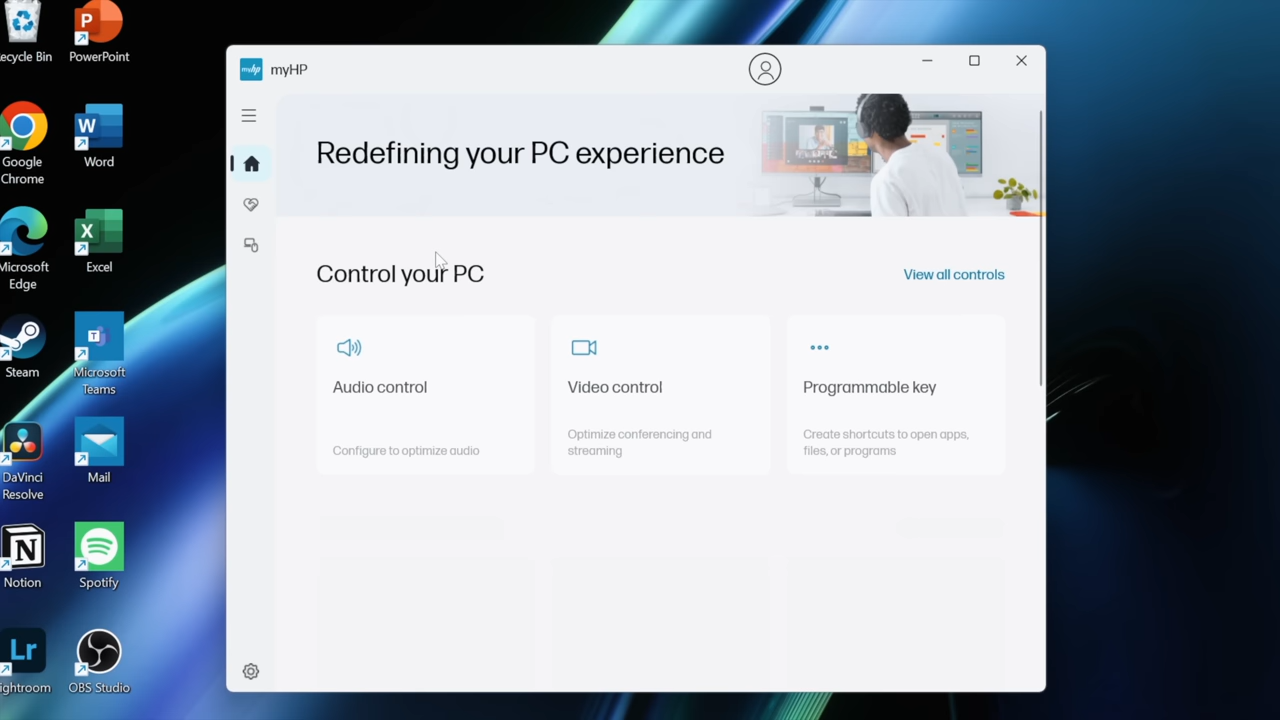 ecycle Bin
PowerPoint
Google
Chrome
Word
Microsoft
Edge
Excel
Steam
Microsoft
Teams
DaVinci
Resolve
Mail
Notion
Spotify
ightroom
OBS Studio
P
W
X
T
N
Lr
myhp
myHP
Redefining your PC experience
Control your PC
View all controls
Audio control
Configure to optimize audio
Video control
Optimize conferencing and
streaming
Programmable key
Create shortcuts to open apps,
files, or programs